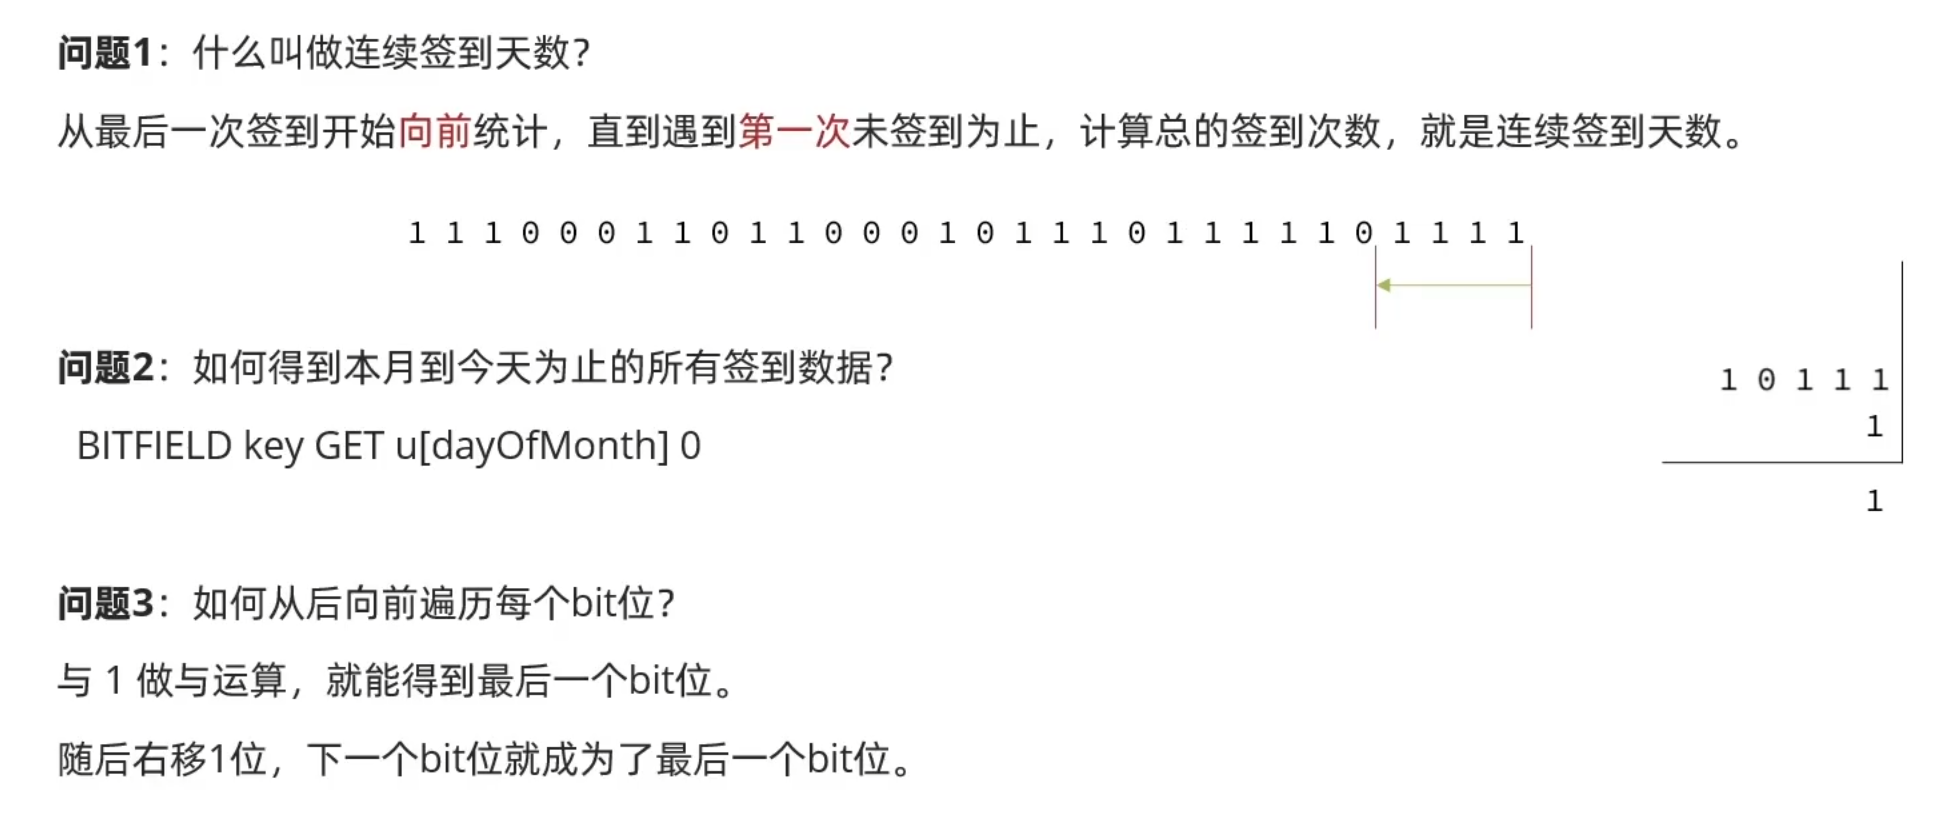 问题1：什么叫做连续签到天数？
从最后一次签到开始向前统计，直到遇到第一次未签到为止，计算总的签到次数，就是连续签到天数。
1 1 1 0 0 0 1 1 0 1 1 0 0 0 1 0 1 1 1 0 1 1 1 1 1 0 1 1 1 1
问题2：如何得到本月到今天为止的所有签到数据？
1 0 1 1 1
1
BITFIELD key GET u[dayOfMonth] 0
1
问题3：如何从后向前遍历每个bit位？
与 1 做与运算，就能得到最后一个bit位。
随后右移1位，下一个bit位就成为了最后一个bit位。